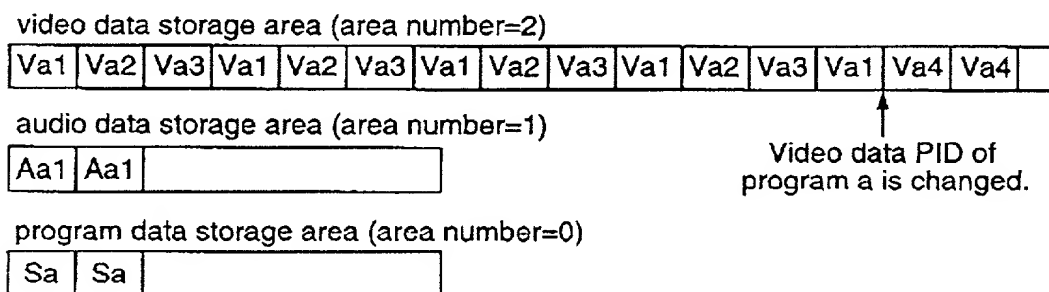 video data storage area (area number=2)
Va1 Va2 Va3 Va1 Va2 Va3 Va1 Va2 Va3 Va1 Va2 Va3 Va1 Va4 Va4
audio data storage area (area number=1)
Aa1 Aa1
Video data PID of
program a is changed.
program data storage area (area number=0)
Sa Sa